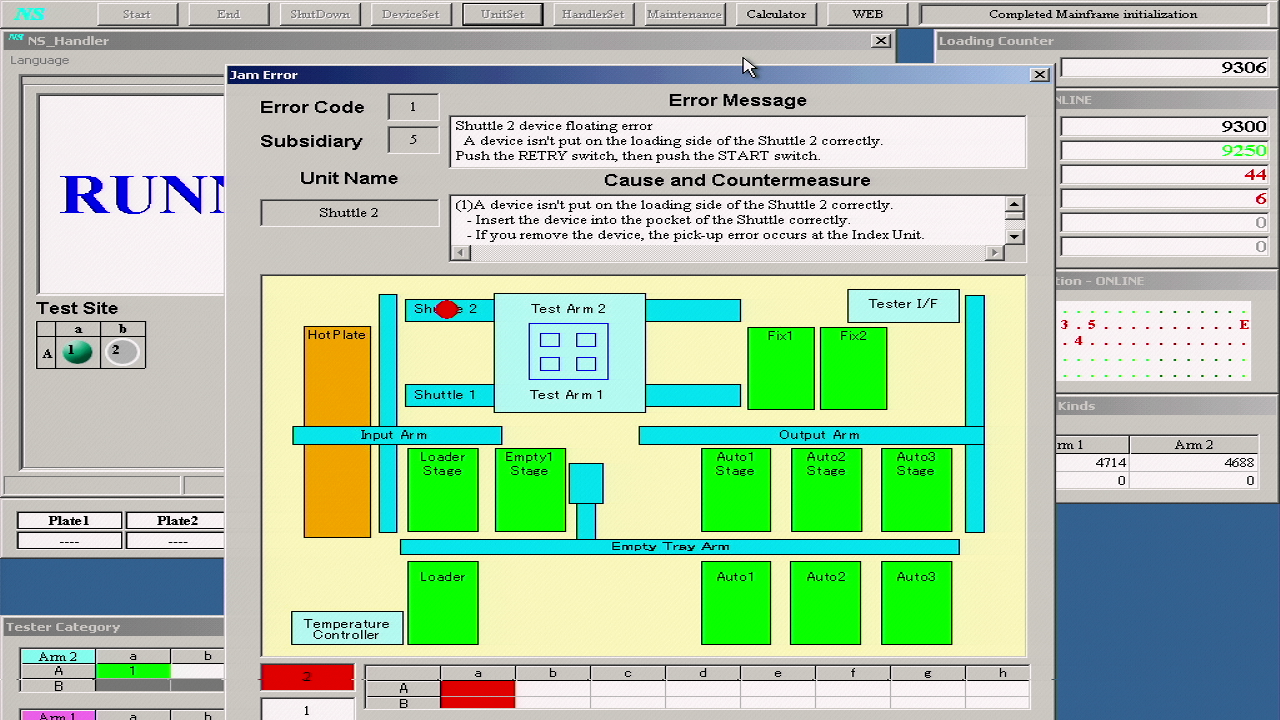 NS
Start
End
ShutDown
DeviceSet
UnitSet
HandlerSet
Maintenance
Calculator
WEB
Completed Mainframe initialization
NS NS_Handler
Loading Counter
Language
9306
Jam Error
NLINE
Error Code
1
Error Message
Subsidiary
5
Shuttle 2 device floating error
A device isn't put on the loading side of the Shuttle 2 correctly.
Push the RETRY switch, then push the START switch.
9300
9250
44
6
0
0
Unit Name
Shuttle 2
Cause and Countermeasure
(1)A device isn't put on the loading side of the Shuttle 2 correctly.
- Insert the device into the pocket of the Shuttle correctly.
- If you remove the device, the pick-up error occurs at the Index Unit.
RUNN
tion - ONLINE
3 . 5 . . . . . . . E
. 4 . . . . . . . . .
Test Site
a b
A 1 2
HotPlate
Shuttle 2
Test Arm 2
Tester I/F
Fix1
Fix2
Shuttle 1
Test Arm 1
Input Arm
Output Arm
Loader Stage
Empty1 Stage
Auto1 Stage
Auto2 Stage
Auto3 Stage
Empty Tray Arm
Loader
Auto1
Auto2
Auto3
Temperature Controller
Kinds
rm 1
Arm 2
4714
4688
0
0
Plate1
Plate2
----
----
Tester Category
Arm 2 a b
A 1
B
Arm 1 a b
2
1
a b c d e f g h
A
B